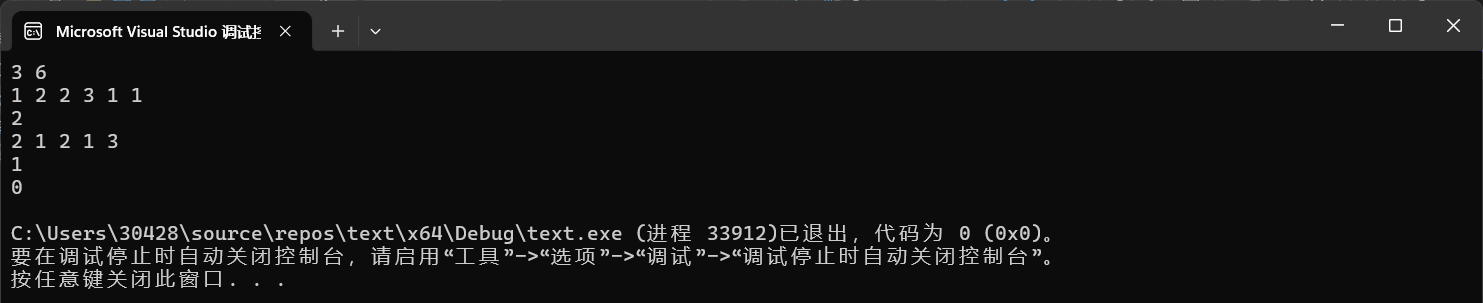 Microsoft Visual Studio 调试
3 6
1 2 2 3 1 1
2
2 1 2 1 3
1
0
C:\Users\30428\source\repos\text\x64\Debug\text.exe (进程 33912)已退出，代码为 0 (0x0)。
要在调试停止时自动关闭控制台，请启用“工具”->“选项”->“调试”->“调试停止时自动关闭控制台”。
按任意键关闭此窗口. . .